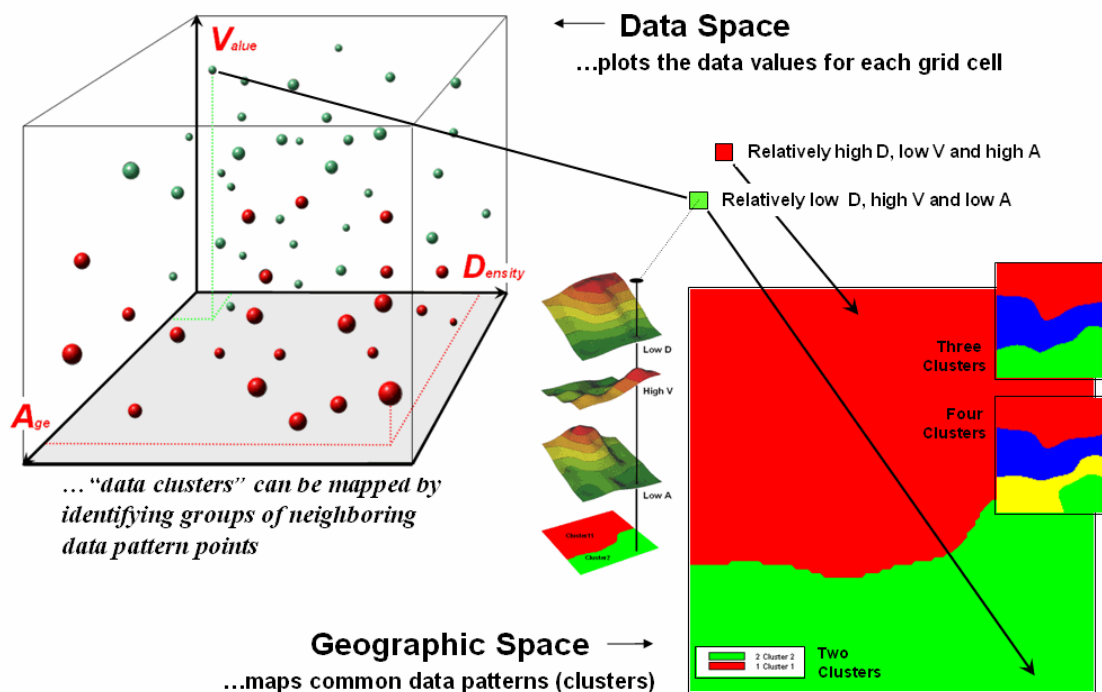 Data Space
…plots the data values for each grid cell
Value
Relatively high D, low V and high A
Relatively low D, high V and low A
Density
Age
Low D
High V
Low A
Cluster11
Cluster2
Three
Clusters
Four
Clusters
… “data clusters” can be mapped by
identifying groups of neighboring
data pattern points
Geographic Space
…maps common data patterns (clusters)
2 Cluster 2
1 Cluster 1
Two
Clusters